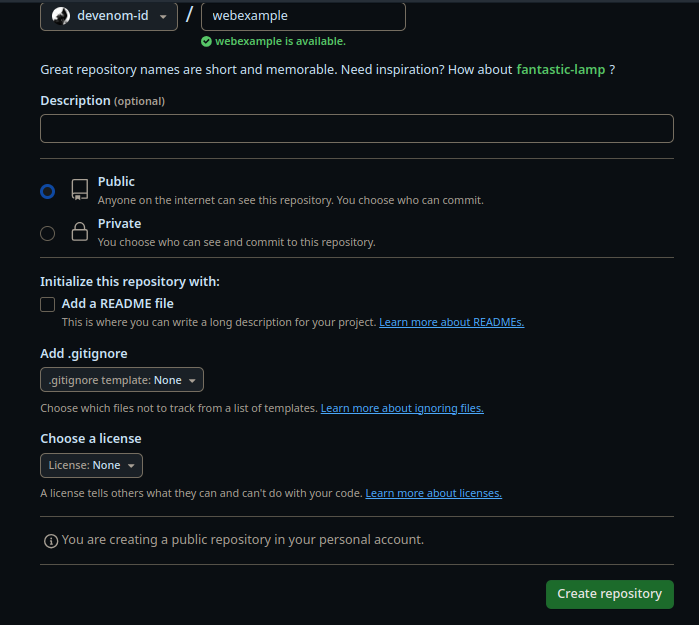 devenom-id / webexample
webexample is available.
Great repository names are short and memorable. Need inspiration? How about fantastic-lamp ?
Description (optional)
Public
Anyone on the internet can see this repository. You choose who can commit.
Private
You choose who can see and commit to this repository.
Initialize this repository with:
Add a README file
This is where you can write a long description for your project. Learn more about READMEs.
Add .gitignore
.gitignore template: None
Choose which files not to track from a list of templates. Learn more about ignoring files.
Choose a license
License: None
A license tells others what they can and can't do with your code. Learn more about licenses.
You are creating a public repository in your personal account.
Create repository